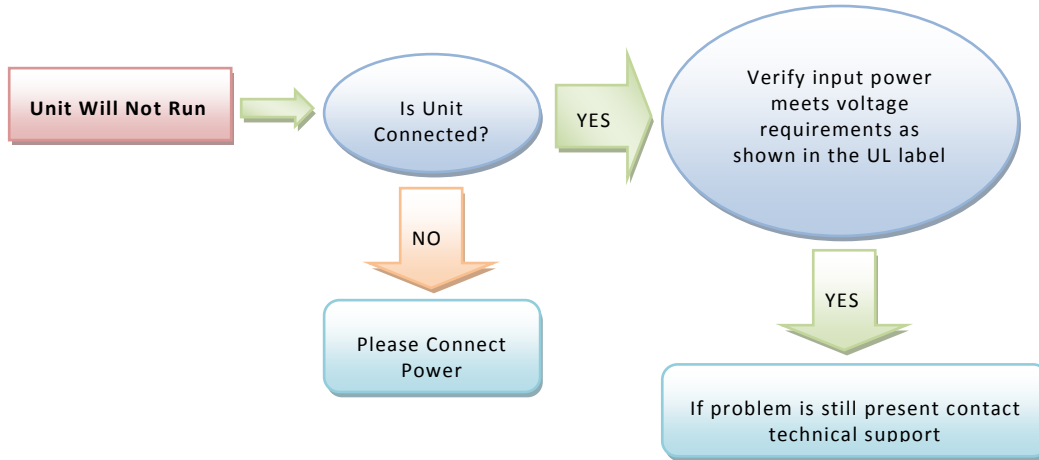 Unit Will Not Run
Is Unit
Connected?
YES
Verify input power
meets voltage
requirements as
shown in the UL label
NO
Please Connect
Power
YES
If problem is still present contact
technical support